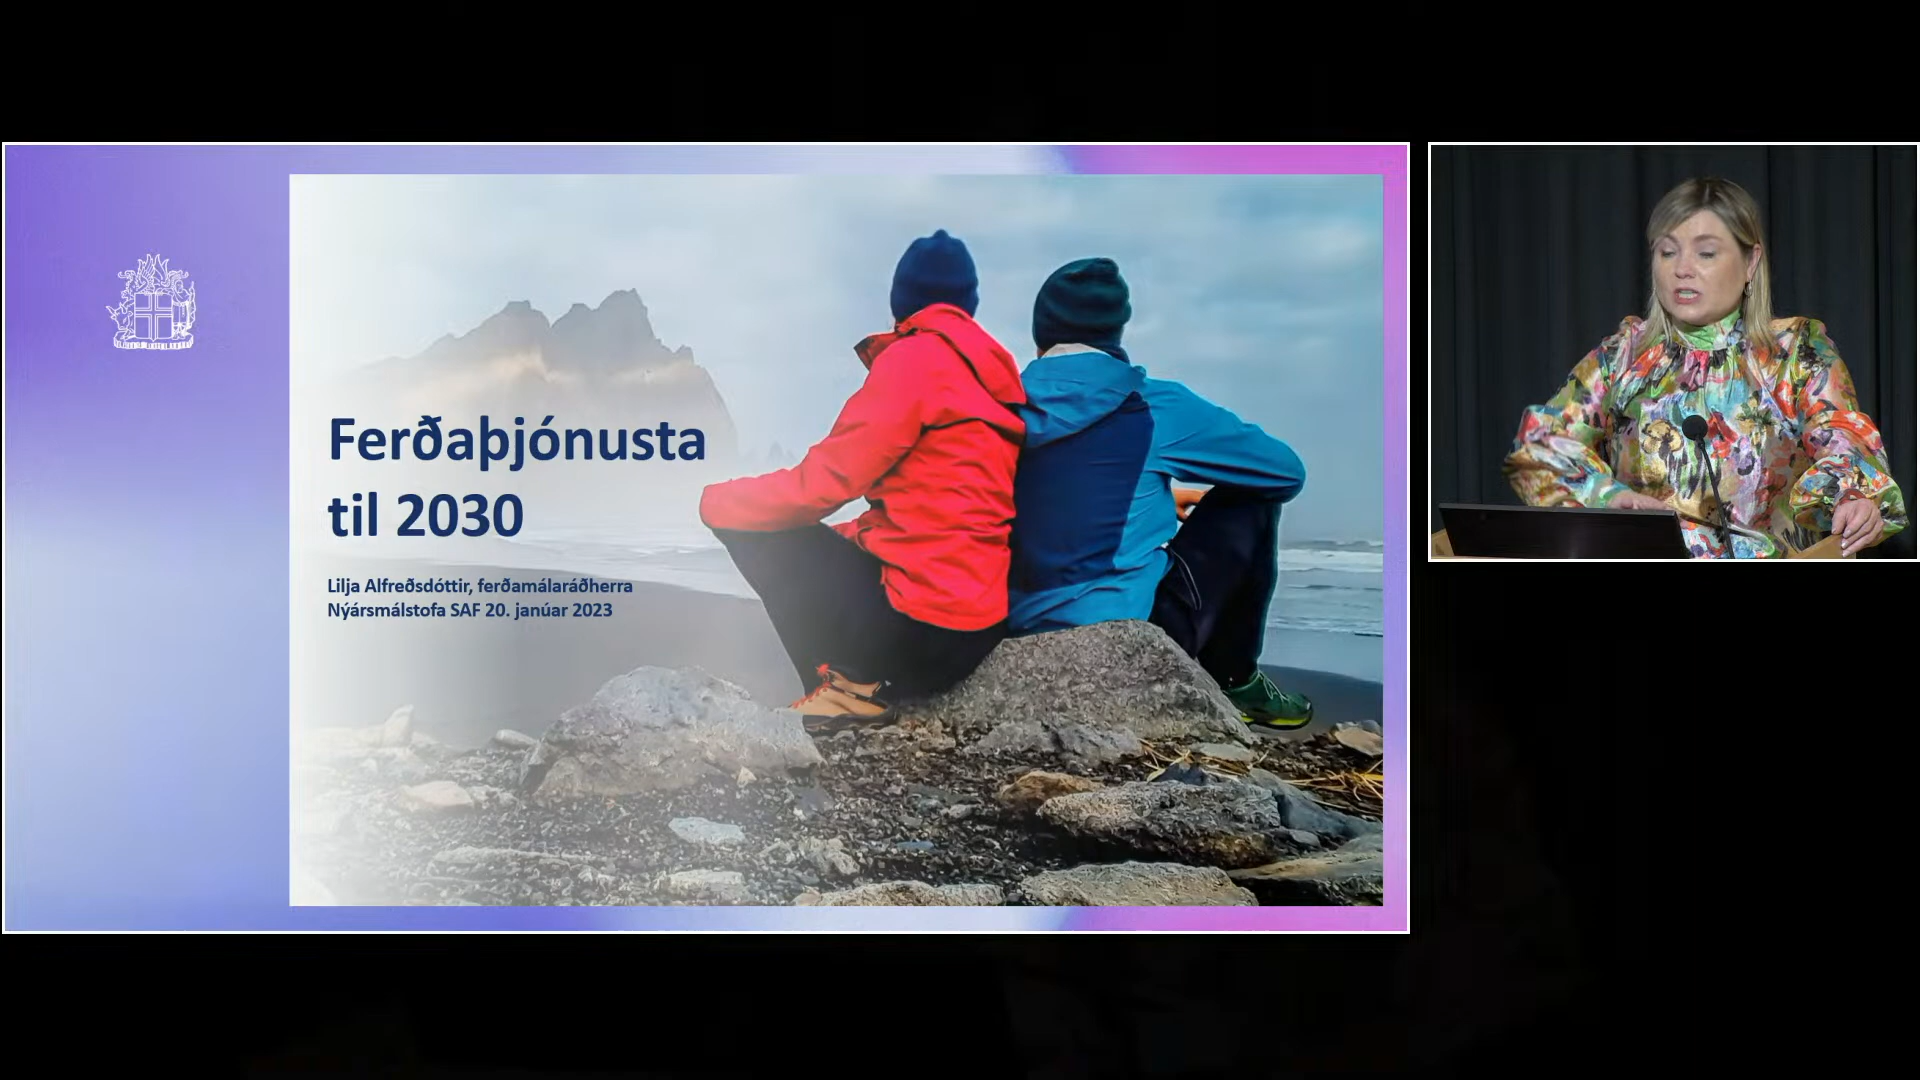 Ferðaþjónusta
til 2030
Lilja Alfreðsdóttir, ferðamálaráðherra
Nýársmálstofa SAF 20. janúar 2023